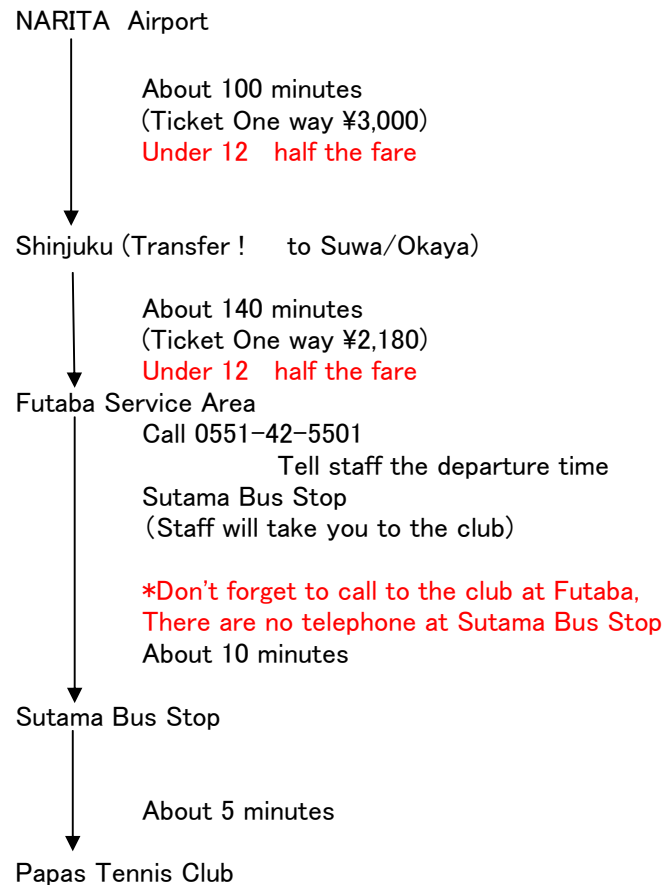 NARITA Airport
About 100 minutes
(Ticket One way ¥3,000)
Under 12 half the fare
Shinjuku (Transfer! to Suwa/Okaya)
About 140 minutes
(Ticket One way ¥2,180)
Under 12 half the fare
Futaba Service Area
Call 0551-42-5501
Tell staff the departure time
Sutama Bus Stop
(Staff will take you to the club)
*Don't forget to call to the club at Futaba,
There are no telephone at Sutama Bus Stop
About 10 minutes
Sutama Bus Stop
About 5 minutes
Papas Tennis Club